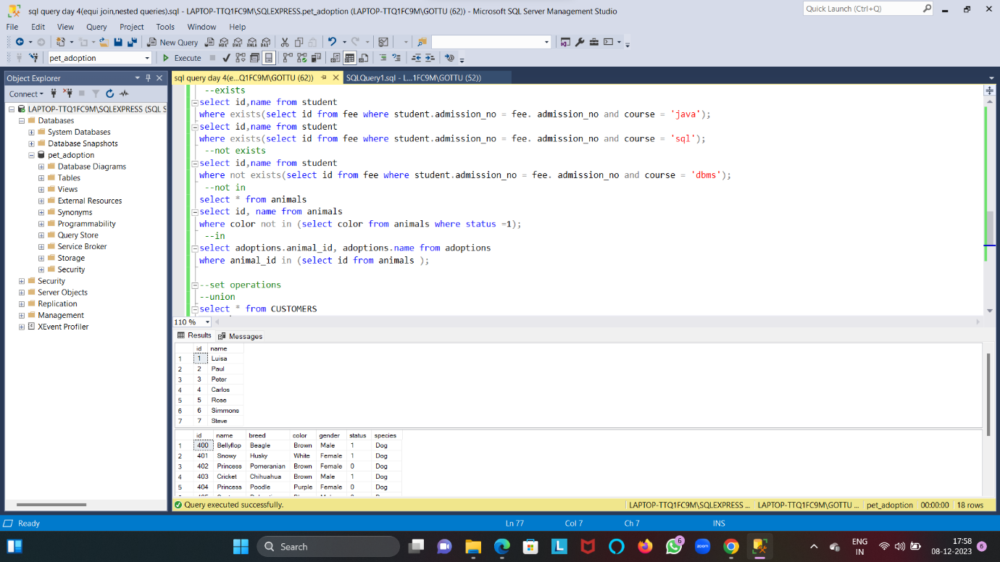 sql query day 4(equi join,nested queries).sql - LAPTOP-TTQ1FC9M\SQLEXPRESS.pet_adoption (LAPTOP-TTQ1FC9M\GOTTU (62)) - Microsoft SQL Server Management Studio
Quick Launch (Ctrl+Q)
File Edit View Query Project Tools Window Help
New Query
pet_adoption Execute
Object Explorer
sql query day 4(e...Q1FC9M\GOTTU (62)) SQLQuery1.sql - L...1FC9M\GOTTU (52))
Connect
LAPTOP-TTQ1FC9M\SQLEXPRESS (SQL S
Databases
System Databases
Database Snapshots
pet_adoption
Database Diagrams
Tables
Views
External Resources
Synonyms
Programmability
Query Store
Service Broker
Storage
Security
Security
Server Objects
Replication
Management
XEvent Profiler
--exists
select id,name from student
where exists(select id from fee where student.admission_no = fee. admission_no and course = 'java');
select id,name from student
where exists(select id from fee where student.admission_no = fee. admission_no and course = 'sql');
--not exists
select id,name from student
where not exists(select id from fee where student.admission_no = fee. admission_no and course = 'dbms');
--not in
select * from animals
select id, name from animals
where color not in (select color from animals where status =1);
--in
select adoptions.animal_id, adoptions.name from adoptions
where animal_id in (select id from animals );
--set operations
--union
select * from CUSTOMERS
110 %
Results Messages
id name
1 1 Luisa
2 2 Paul
3 3 Peter
4 4 Carlos
5 5 Rose
6 6 Simmons
7 7 Steve
id name breed color gender status species
1 400 Bellyflop Beagle Brown Male 1 Dog
2 401 Snowy Husky White Female 1 Dog
3 402 Princess Pomeranian Brown Female 0 Dog
4 403 Cricket Chihuahua Brown Male 1 Dog
5 404 Princess Poodle Purple Female 0 Dog
Query executed successfully. LAPTOP-TTQ1FC9M\SQLEXPRESS ... LAPTOP-TTQ1FC9M\GOTTU ... pet_adoption 00:00:00 18 rows
Ready Ln 77 Col 7 Ch 7 INS
Search
zoom
6
ENG
IN
17:58
08-12-2023
6